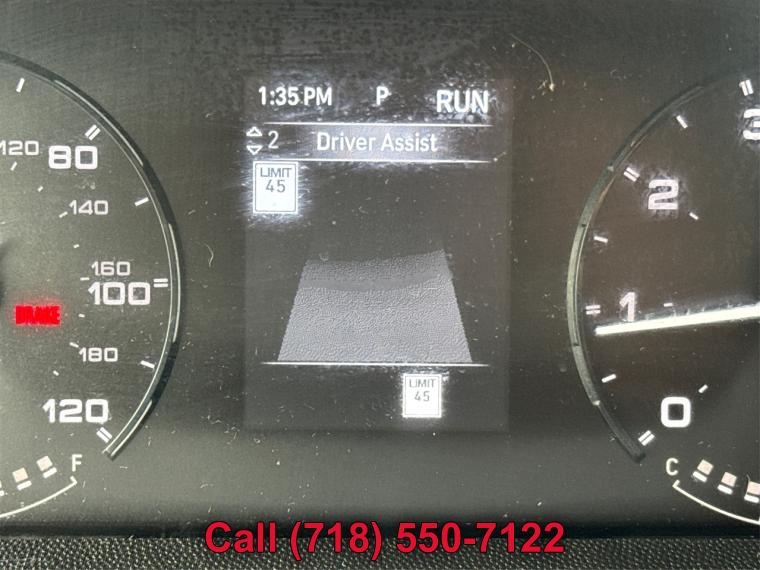 1:35 PM P RUN
2 Driver Assist
LIMIT
45
LIMIT
45
120 80
140
160
100
BRAKE
180
120
F
3
2
1
0
C
Call (718) 550-7122